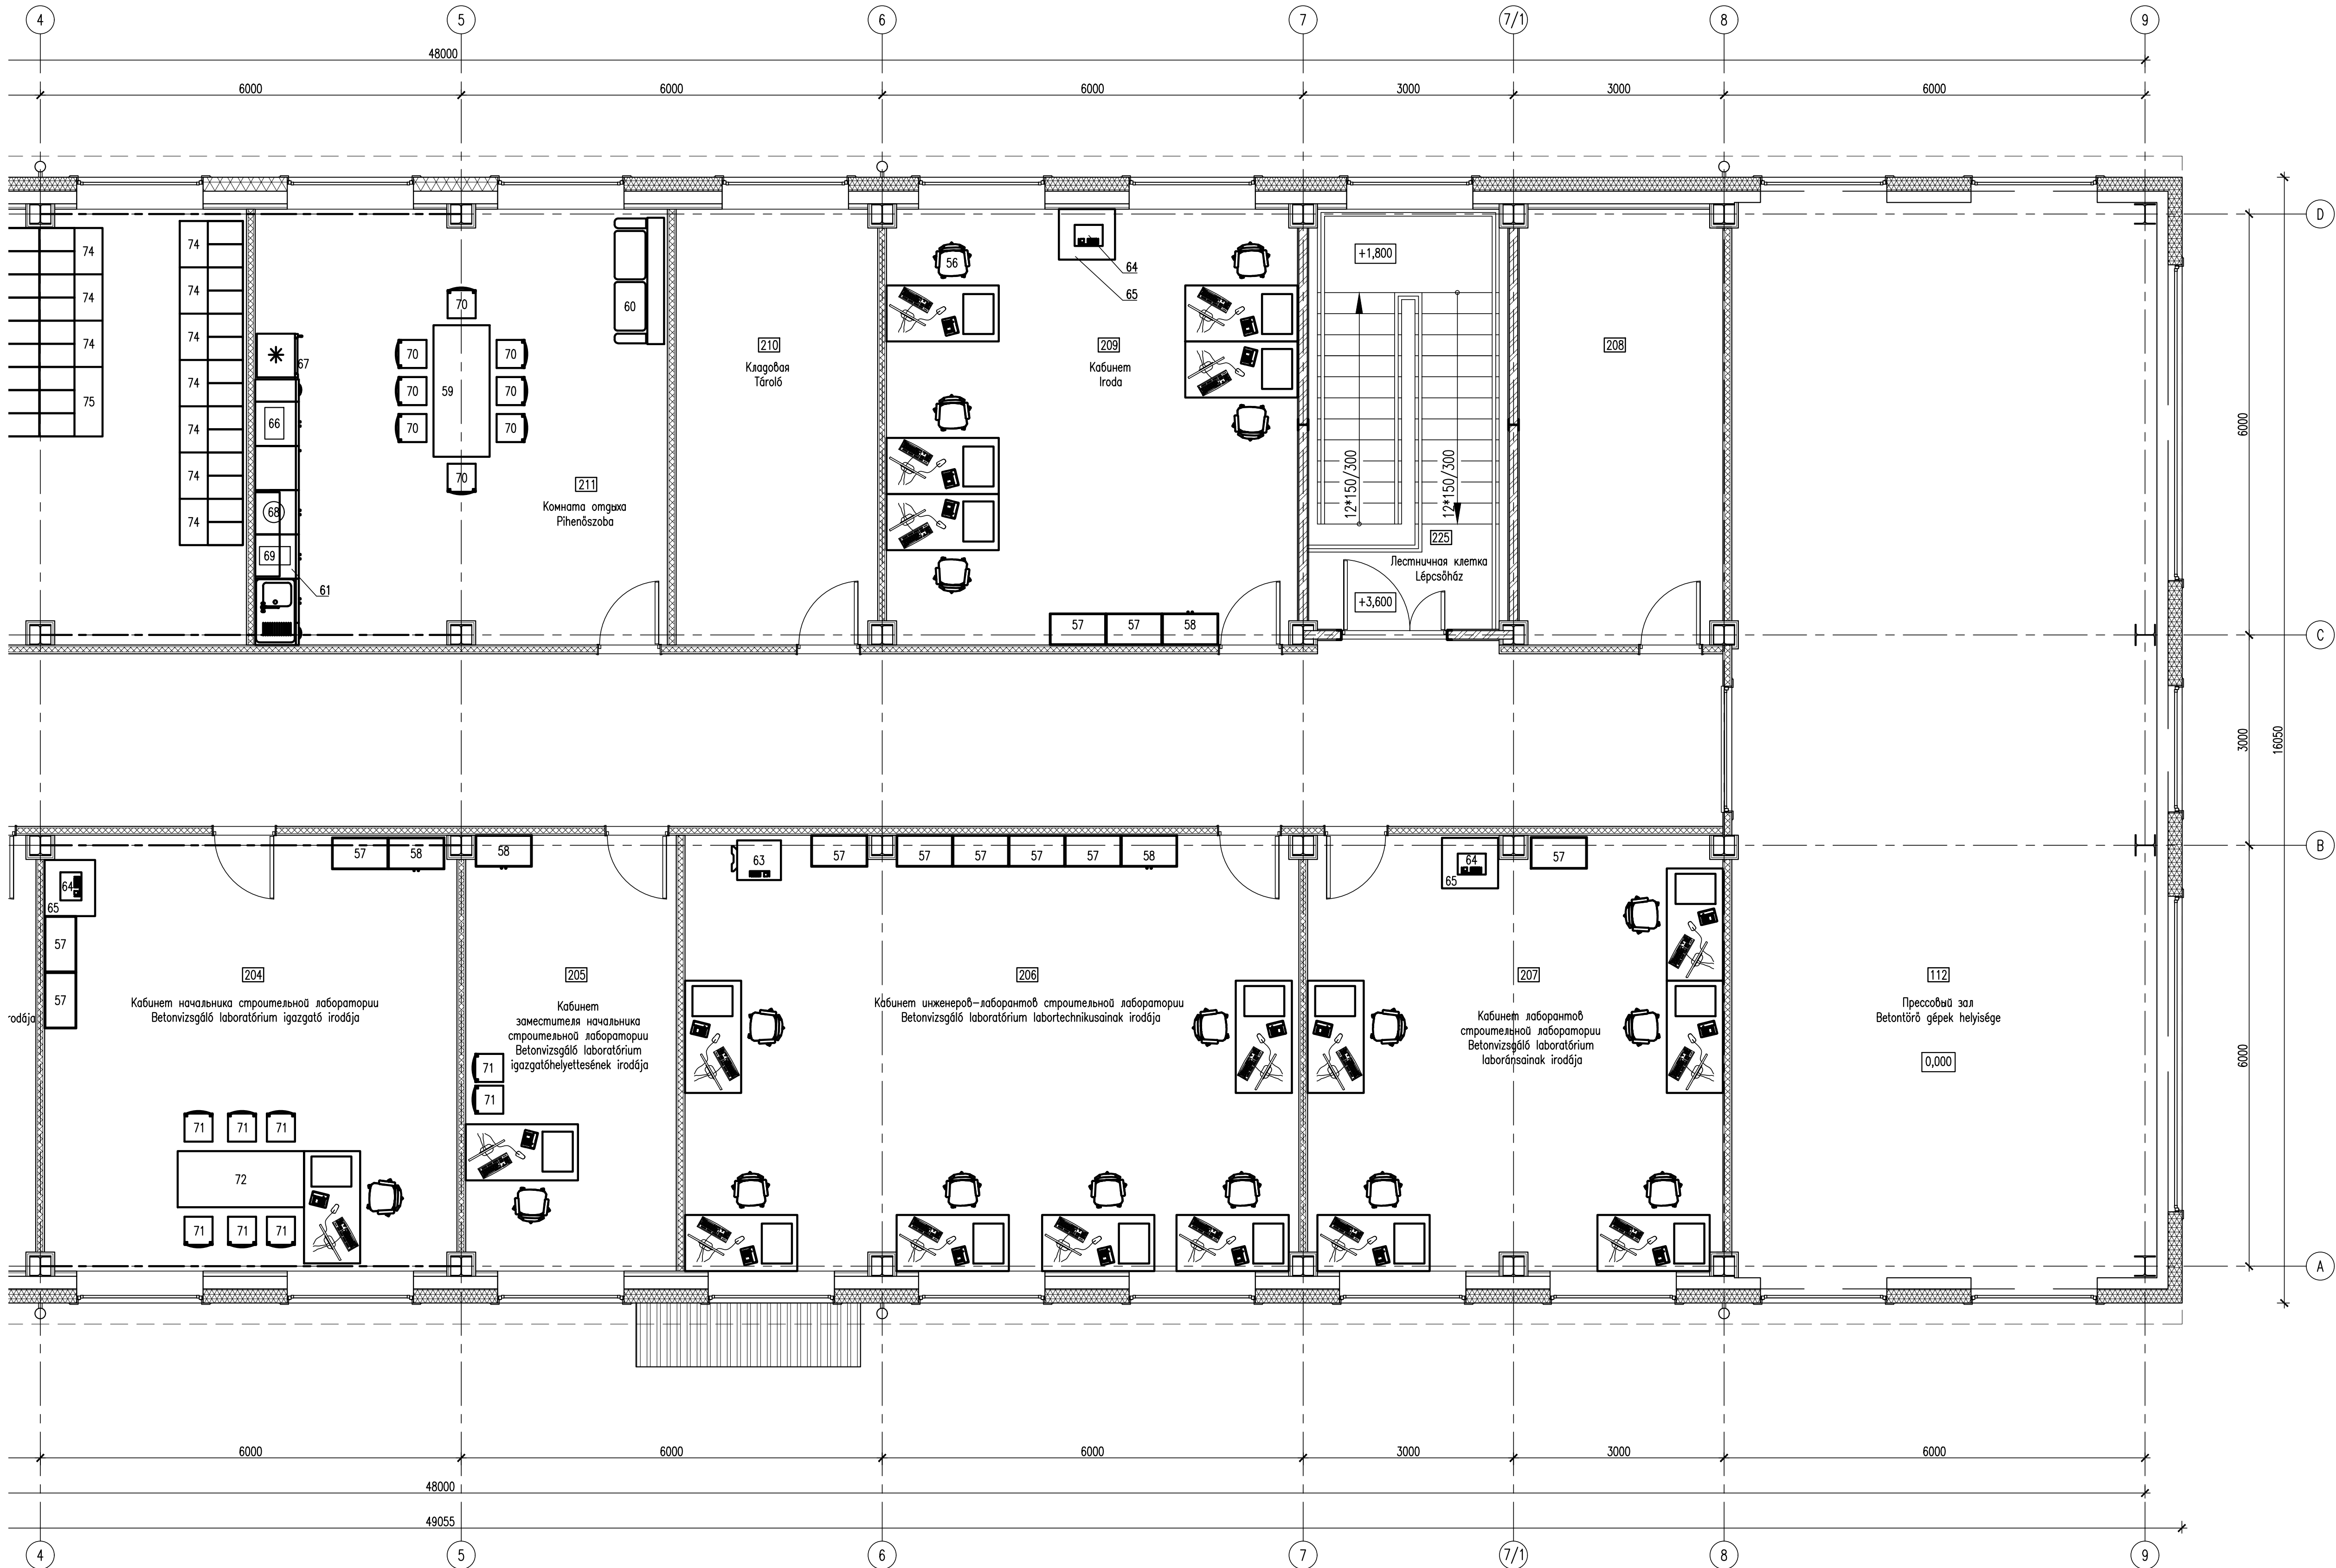 4 5 6 7 7/1 8 9
48000
6000 6000 6000 3000 3000 6000
D
74 74
+1,800
56
64
74 74
65
60
70
74 74
210
209
208
67
70 70
Кладовая
Кабинет
Tároló
Iroda
74
70 59 70
75
6000
66
74
70 70
12*150/300 12*150/300
74
70
211
Комната отдыха
Pihenőszoba
74
68
225
69
Лестничная клетка
Lépcsőház
61
+3,600
57 57 58
C
3000
16050
B
57 58 58 63 57 57 57 57 57 58 64 57
64
65
65
57
204
205
206
207
112
57
Кабинет начальника строительной лаборатории
Betonvizsgáló laboratórium igazgató irodája
rodája
Кабинет
заместителя начальника
строительной лаборатории
Betonvizsgáló laboratórium
igazgatóhelyettesének irodája
Кабинет инженеров-лаборантов строительной лаборатории
Betonvizsgáló laboratórium labortechnikusainak irodája
Кабинет лаборантов
строительной лаборатории
Betonvizsgáló laboratórium
laboránsainak irodája
Прессовый зал
Betontörő gépek helyisége
0,000
6000
71
71
71 71 71
72
71 71 71
A
6000 6000 6000 3000 3000 6000
48000
49055
4 5 6 7 7/1 8 9